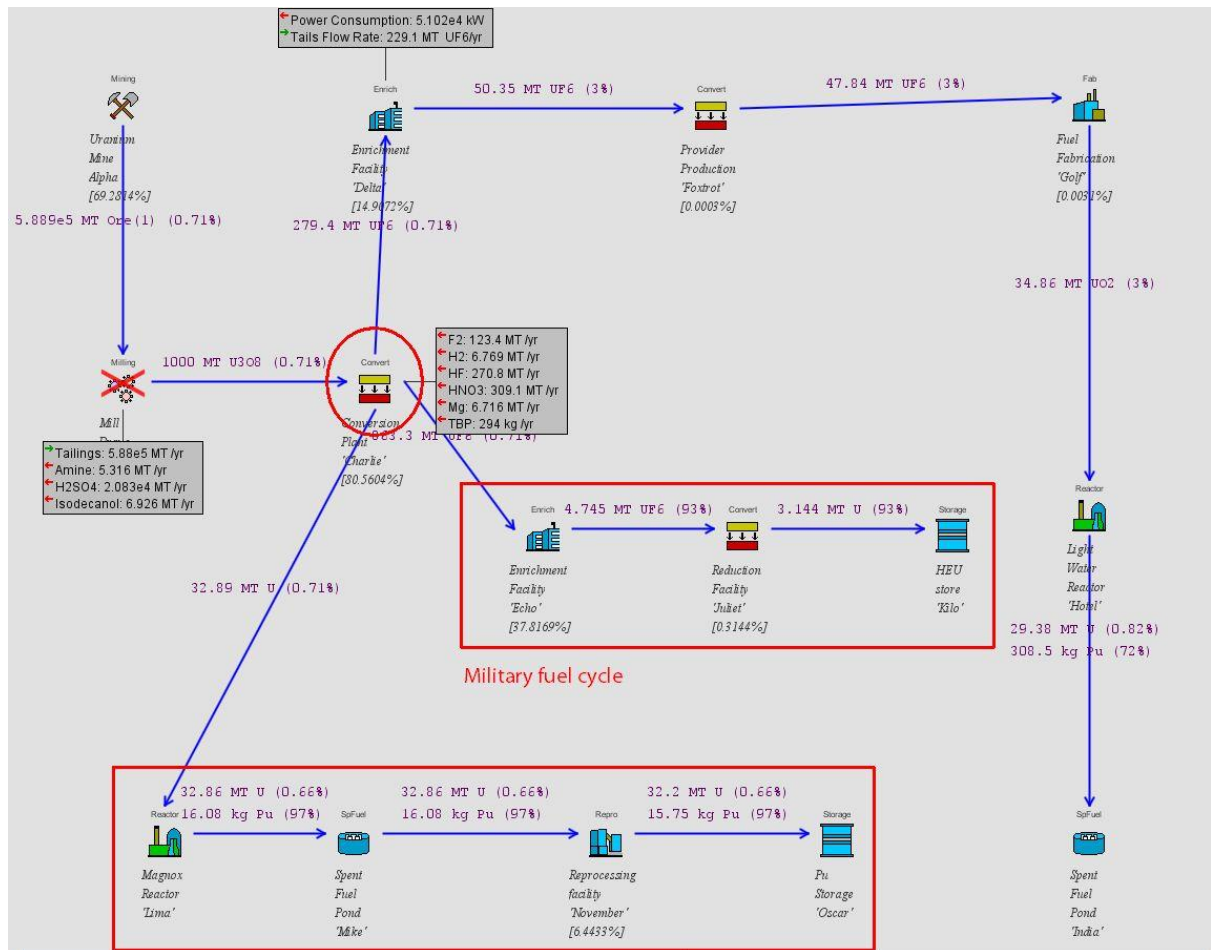 Power Consumption: 5.102e4 kW
Tails Flow Rate: 229.1 MT UF6/yr
Mining
Uranium
Mine
Alpha
[69.2814%]
Enrich
Enrichment
Facility
'Delta'
[14.9072%]
50.35 MT UF6 (3%)
Convert
Provider
Production
'Foxtrot'
[0.0003%]
47.84 MT UF6 (3%)
Fab
Fuel
Fabrication
'Golf'
[0.0031%]
5.889e5 MT Ore(1) (0.71%)
279.4 MT UF6 (0.71%)
34.86 MT UO2 (3%)
Milling
Mill
1000 MT U3O8 (0.71%)
Convert
Conversion
Plant
'Charlie'
[80.5604%]
F2: 123.4 MT /yr
H2: 6.769 MT /yr
HF: 270.8 MT /yr
HNO3: 309.1 MT /yr
Mg: 6.716 MT /yr
TBP: 294 kg /yr
63.3 MT UF6 (0.71%)
Tailings: 5.88e5 MT /yr
Amine: 5.316 MT /yr
H2SO4: 2.083e4 MT /yr
Isodecanol: 6.926 MT /yr
Enrich
Enrichment
Facility
'Echo'
[37.8169%]
4.745 MT UF6 (93%)
Convert
Reduction
Facility
'Juliet'
[0.3144%]
3.144 MT U (93%)
Storage
HEU
store
'Kilo'
Reactor
Light
Water
Reactor
'Hotel'
32.89 MT U (0.71%)
29.38 MT U (0.82%)
308.5 kg Pu (72%)
Military fuel cycle
Reactor
Magnox
Reactor
'Lima'
32.86 MT U (0.66%)
16.08 kg Pu (97%)
SpFuel
Spent
Fuel
Pond
'Mike'
32.86 MT U (0.66%)
16.08 kg Pu (97%)
Repro
Reprocessing
facility
'November'
[6.4433%]
32.2 MT U (0.66%)
15.75 kg Pu (97%)
Storage
Pu
Storage
'Oscar'
SpFuel
Spent
Fuel
Pond
'India'